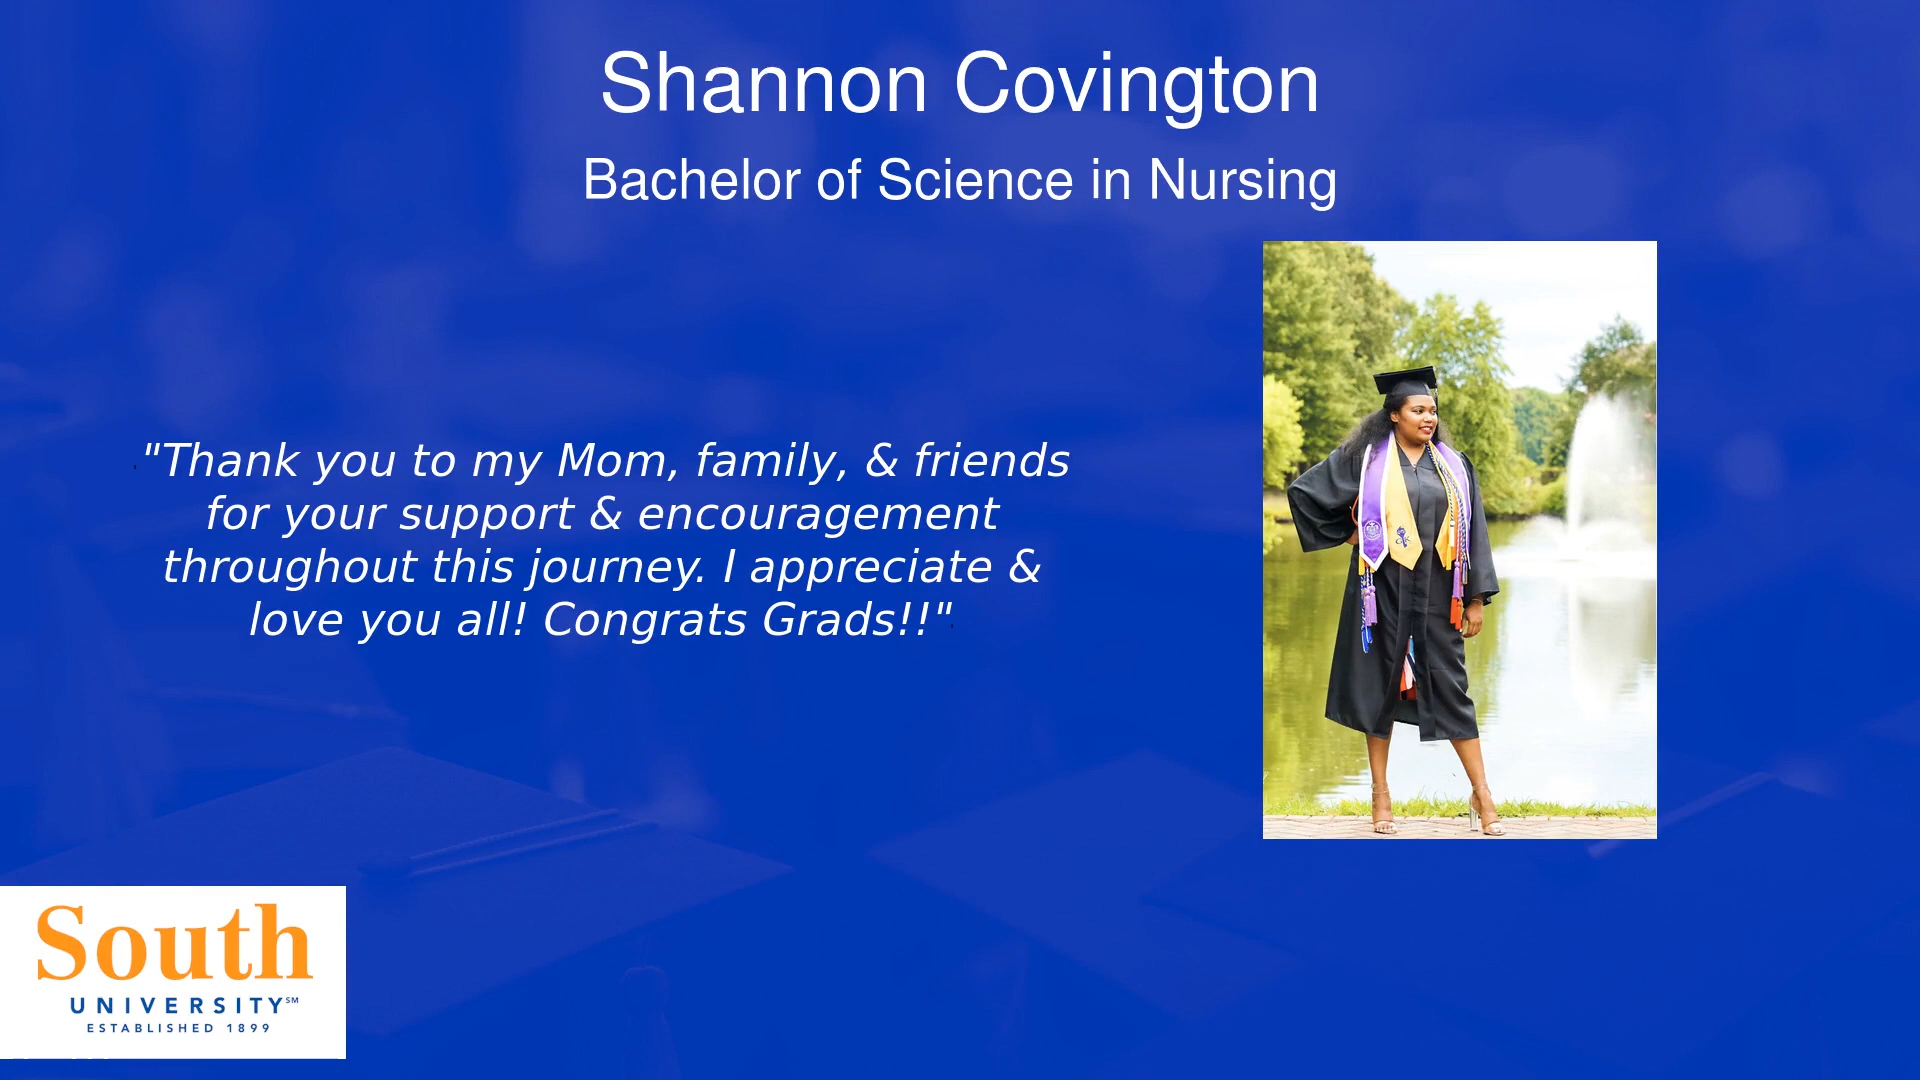 Shannon Covington
Bachelor of Science in Nursing
"Thank you to my Mom, family, & friends
for your support & encouragement
throughout this journey. I appreciate &
love you all! Congrats Grads!!"
South
UNIVERSITY℠
ESTABLISHED 1899